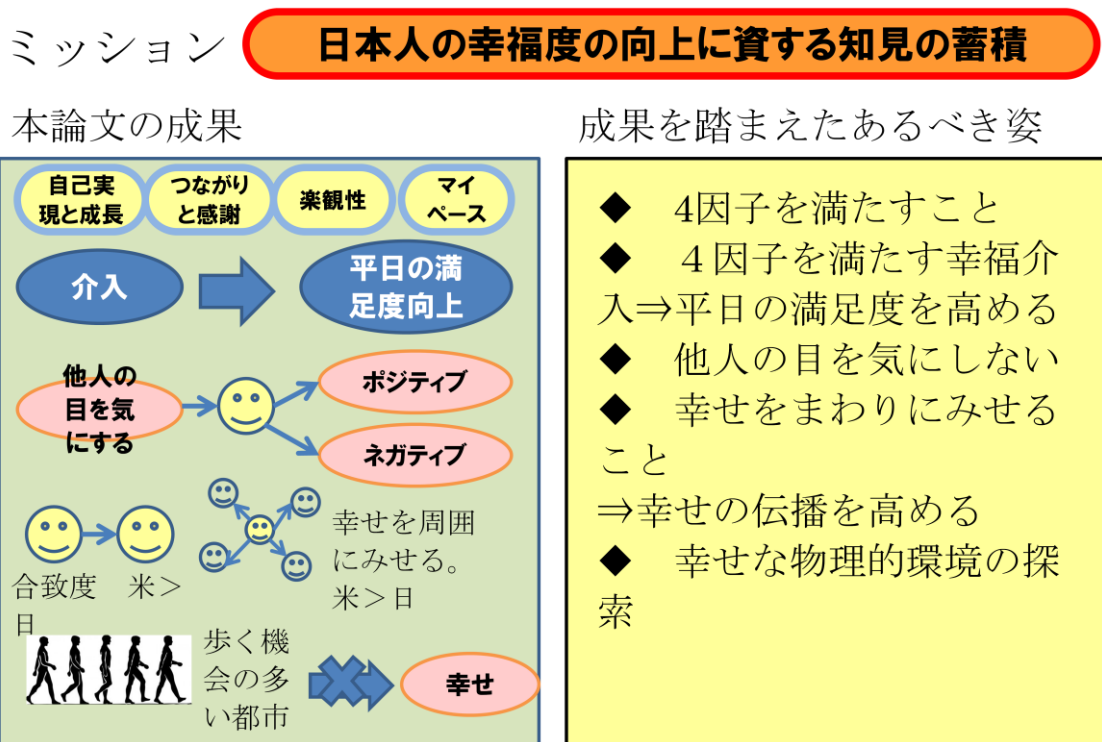 ミッション
日本人の幸福度の向上に資する知見の蓄積
本論文の成果
自己実
現と成長
つながり
と感謝
楽観性
マイ
ペース
介入
平日の満
足度向上
他人の
目を気
にする
ポジティブ
ネガティブ
合致度　米＞
日
幸せを周囲
にみせる。
米＞日
歩く機
会の多
い都市
幸せ
成果を踏まえたあるべき姿
◆　4因子を満たすこと
◆　４因子を満たす幸福介
入⇒平日の満足度を高める
◆　他人の目を気にしない
◆　幸せをまわりにみせる
こと
⇒幸せの伝播を高める
◆　幸せな物理的環境の探
索